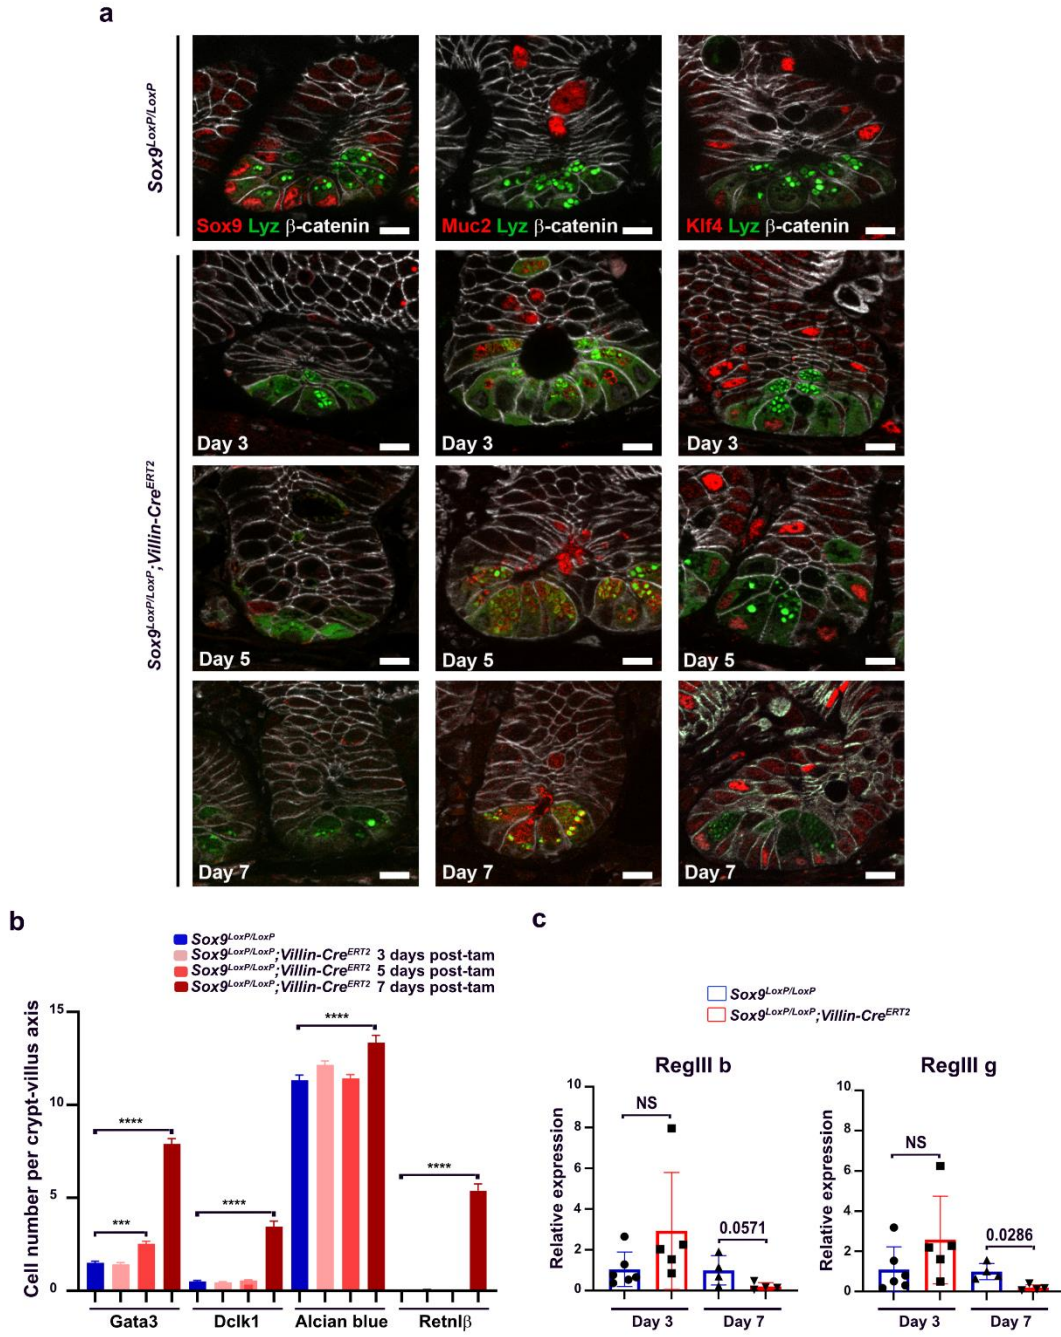 a
Sox9LoxP/LoxP
Sox9 Lyz β-catenin
Muc2 Lyz β-catenin
Klf4 Lyz β-catenin
Sox9LoxP/LoxP;Villin-CreERT2
Day 3
Day 3
Day 3
Day 5
Day 5
Day 5
Day 7
Day 7
Day 7
b
Sox9LoxP/LoxP
Sox9LoxP/LoxP;Villin-CreERT2 3 days post-tam
Sox9LoxP/LoxP;Villin-CreERT2 5 days post-tam
Sox9LoxP/LoxP;Villin-CreERT2 7 days post-tam
Cell number per crypt-villus axis
15
10
5
0
****
***
****
****
****
Gata3
Dclk1
Alcian blue
Retnlβ
c
Sox9LoxP/LoxP
Sox9LoxP/LoxP;Villin-CreERT2
RegIII b
Relative expression
10
8
6
4
2
0
NS
0.0571
Day 3
Day 7
RegIII g
Relative expression
10
8
6
4
2
0
NS
0.0286
Day 3
Day 7